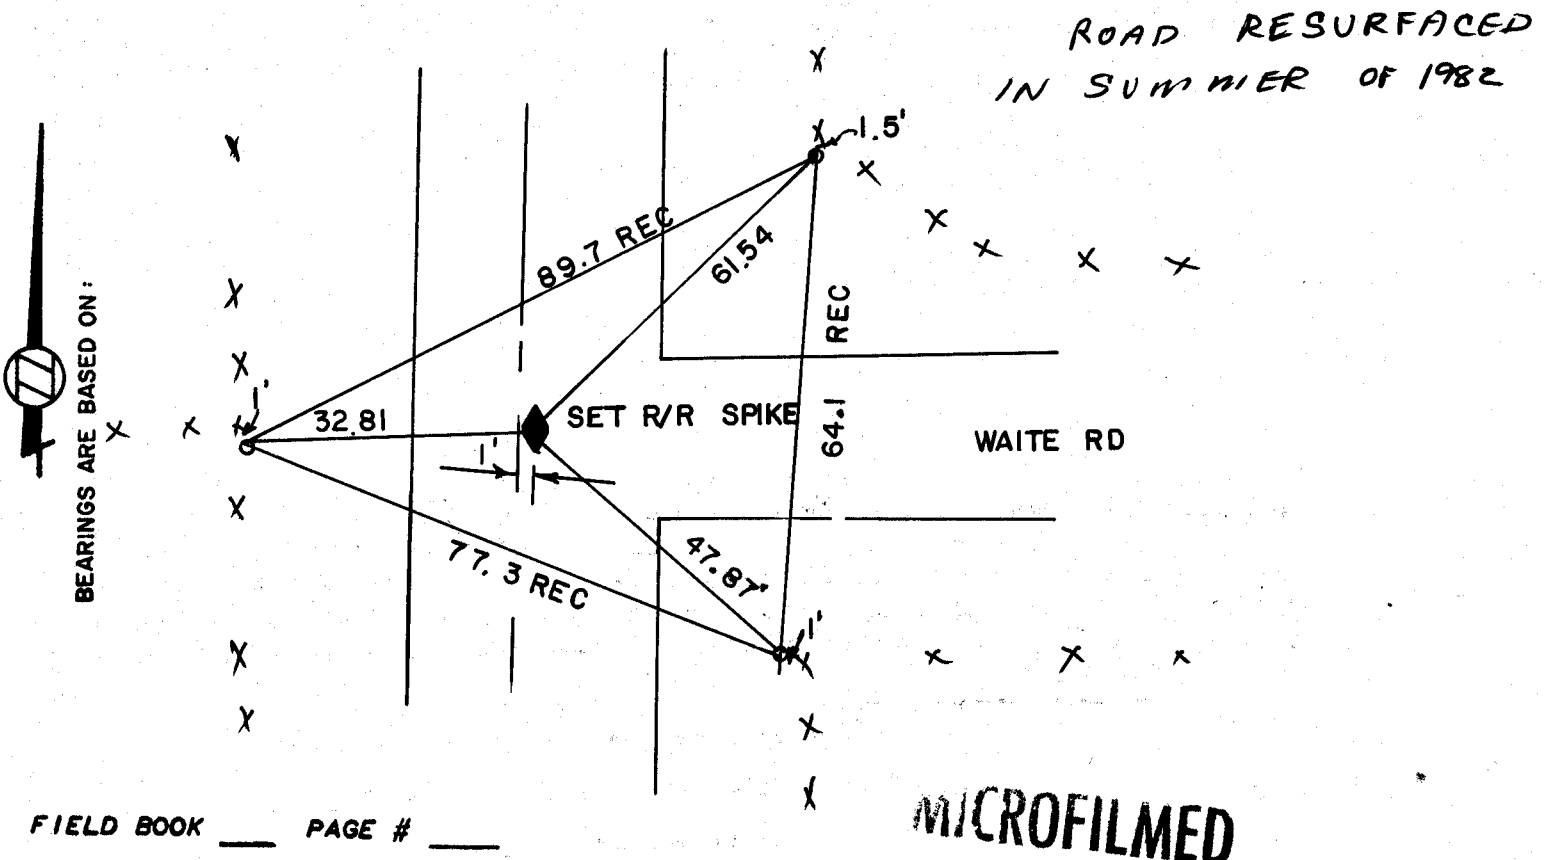 ROAD RESURFACED
IN SUMMER OF 1982
1.5'
89.7 REC
61.54
REC
64.1
BEARINGS ARE BASED ON:
1'
32.81
SET R/R SPIKE
WAITE RD
1'
77.3 REC
47.87'
1'
FIELD BOOK ___ PAGE # ___
MICROFILMED